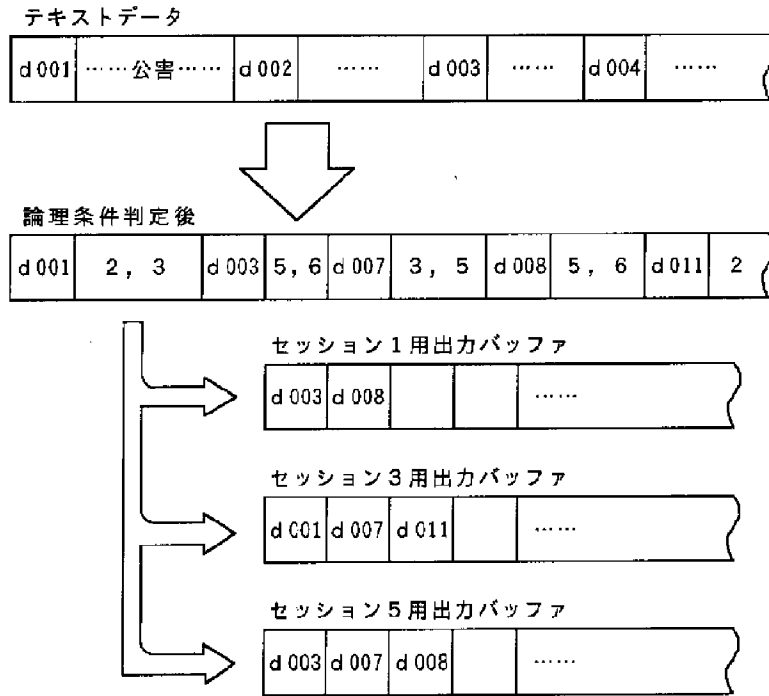 テキストデータ
d001 ……公害…… d002 …… d003 …… d004 ……
論理条件判定後
d001 2, 3 d003 5, 6 d007 3, 5 d008 5, 6 d011 2
セッション1用出力バッファ
d003 d008 ……
セッション3用出力バッファ
d001 d007 d011 ……
セッション5用出力バッファ
d003 d007 d008 ……